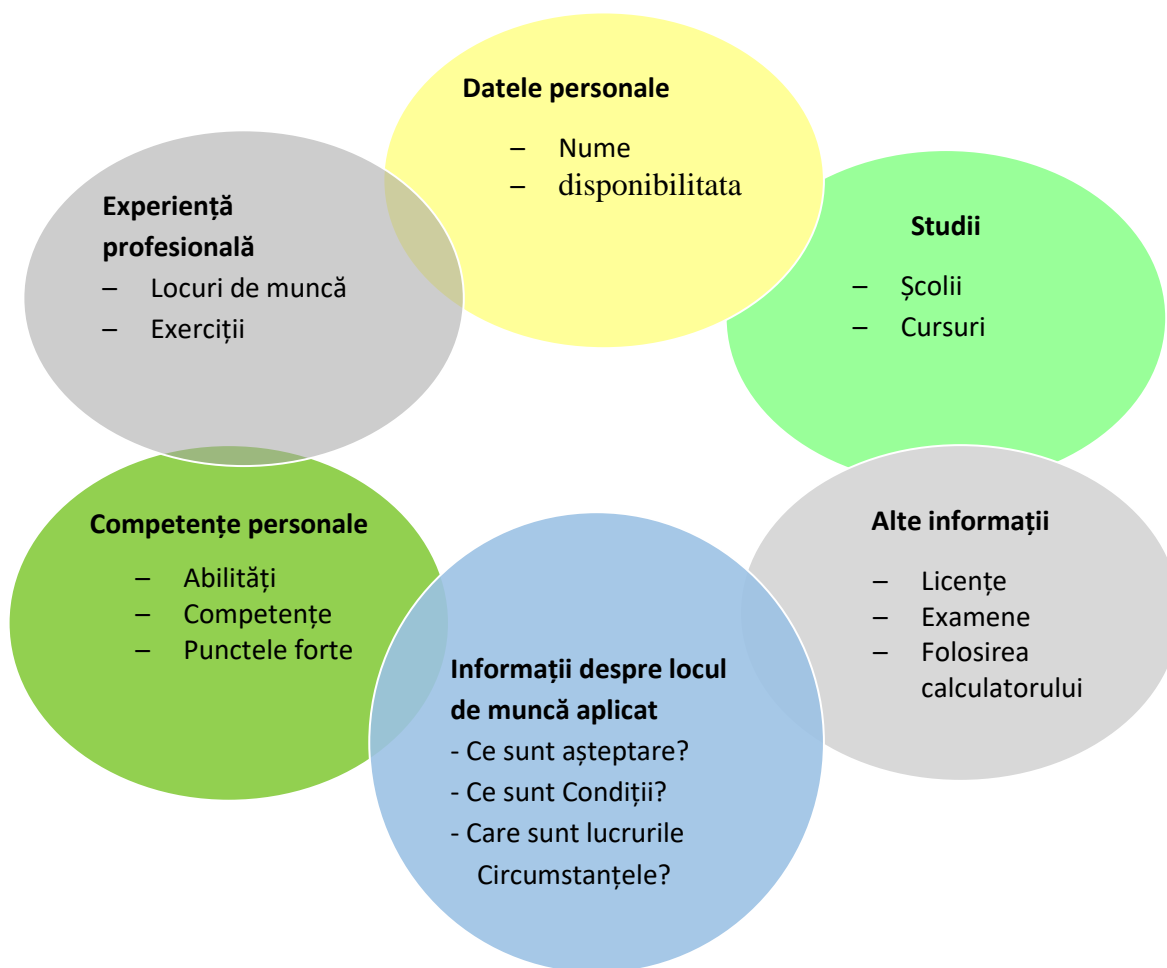 Datele personale
– Nume
– disponibilitata
Experiență
profesională
– Locuri de muncă
– Exerciții
Studii
– Școlii
– Cursuri
Competențe personale
– Abilități
– Competențe
– Punctele forte
Alte informații
– Licențe
– Examene
– Folosirea
calculatorului
Informații despre locul
de muncă aplicat
- Ce sunt așteptare?
- Ce sunt Condiții?
- Care sunt lucrurile
Circumstanțele?